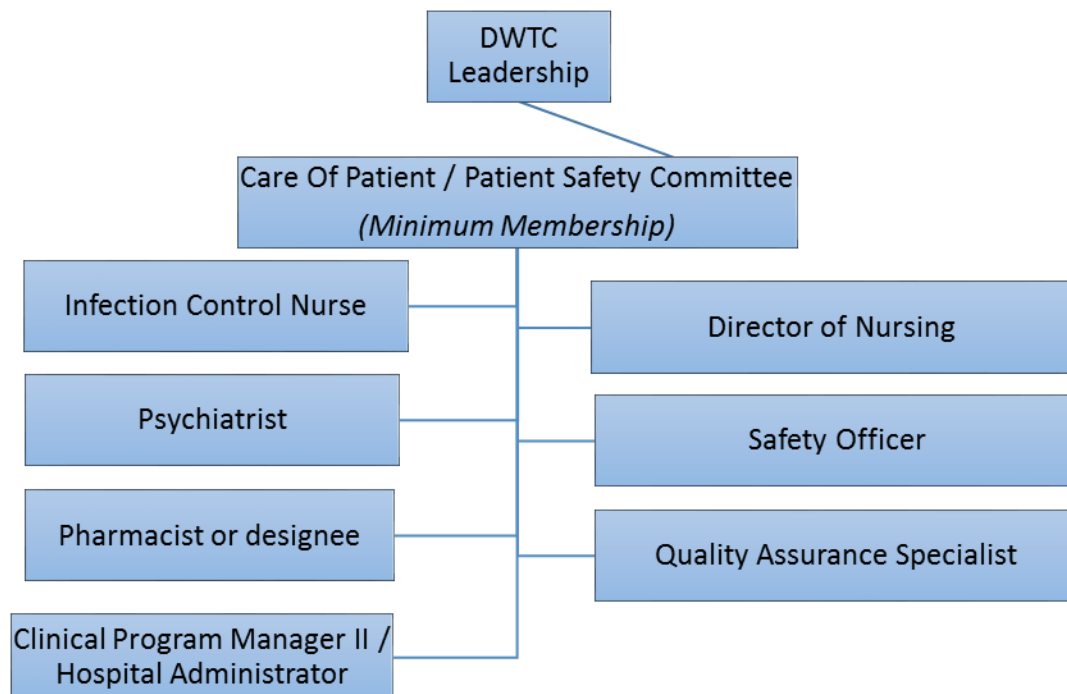 DWTC
Leadership
Care Of Patient / Patient Safety Committee
(Minimum Membership)
Infection Control Nurse
Director of Nursing
Psychiatrist
Safety Officer
Pharmacist or designee
Quality Assurance Specialist
Clinical Program Manager II /
Hospital Administrator